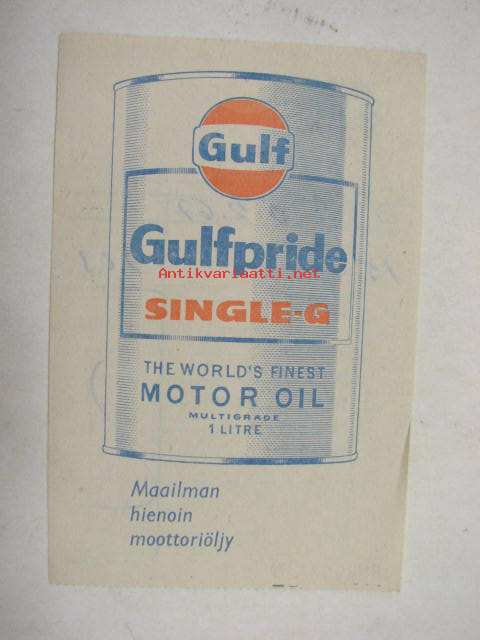 Gulf
Gulfpride
Antikvariaatti.net
SINGLE-G
THE WORLD'S FINEST
MOTOR OIL
MULTIGRADE
1 LITRE
Maailman
hienoin
moottoriöljy